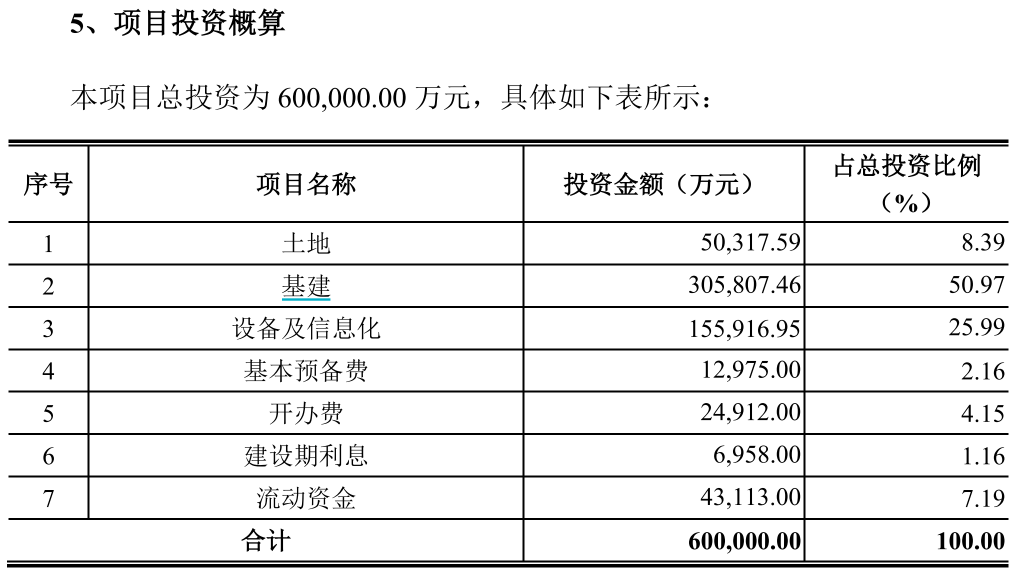 5、项目投资概算
本项目总投资为 600,000.00 万元，具体如下表所示：
序号 项目名称 投资金额（万元） 占总投资比例（%）
1 土地 50,317.59 8.39
2 基建 305,807.46 50.97
3 设备及信息化 155,916.95 25.99
4 基本预备费 12,975.00 2.16
5 开办费 24,912.00 4.15
6 建设期利息 6,958.00 1.16
7 流动资金 43,113.00 7.19
合计 600,000.00 100.00